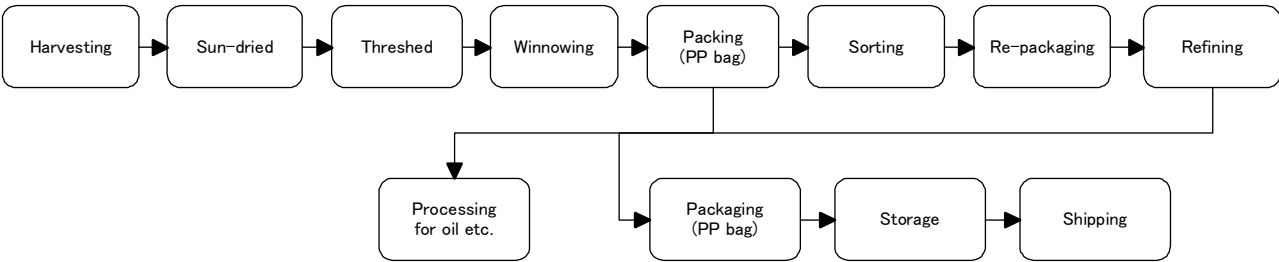 Harvesting
Sun-dried
Threshed
Winnowing
Packing
(PP bag)
Sorting
Re-packaging
Refining
Processing
for oil etc.
Packaging
(PP bag)
Storage
Shipping